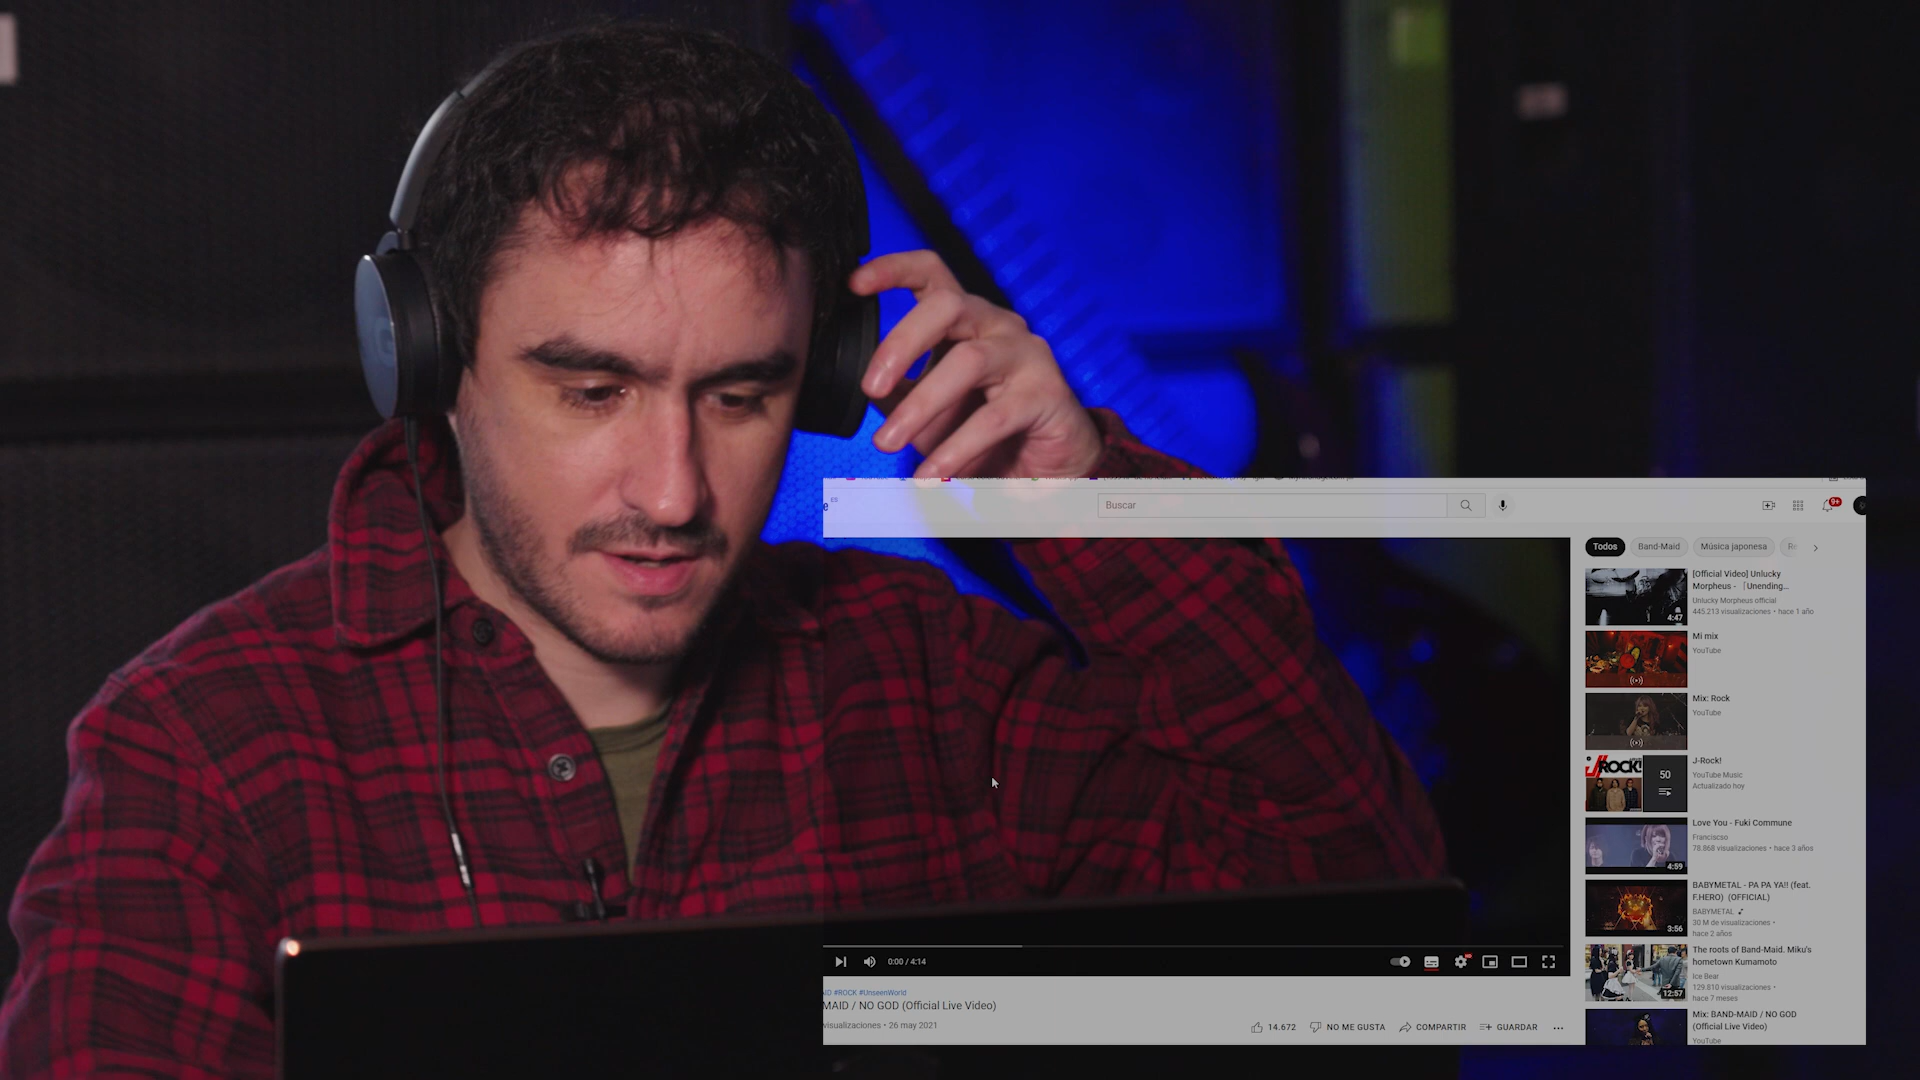 ES
e
Buscar
9+
Todos
Band-Maid
Música japonesa
Re
[Official Video] Unlucky
Morpheus - 「Unending...
Unlucky Morpheus official
445.213 visualizaciones • hace 1 año
4:47
Mi mix
YouTube
Mix: Rock
YouTube
J-ROCK!
50
J-Rock!
YouTube Music
Actualizado hoy
Love You - Fuki Commune
Francisco
78.868 visualizaciones • hace 3 años
4:59
BABYMETAL - PA PA YA!! (feat.
F.HERO) (OFFICIAL)
BABYMETAL
30 M de visualizaciones •
hace 2 años
3:56
The roots of Band-Maid. Miku's
hometown Kumamoto
Ice Bear
129.810 visualizaciones •
hace 7 meses
12:57
Mix: BAND-MAID / NO GOD
(Official Live Video)
YouTube
0:00 / 4:14
ID #ROCK #UnseenWorld
MAID / NO GOD (Official Live Video)
visualizaciones • 26 may 2021
14.672
NO ME GUSTA
COMPARTIR
GUARDAR